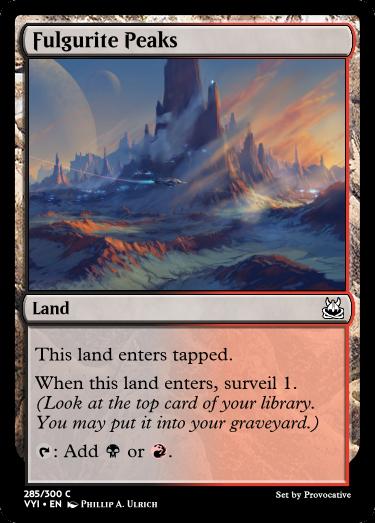 Fulgurite Peaks
Land
This land enters tapped.
When this land enters, surveil 1.
(Look at the top card of your library.
You may put it into your graveyard.)
: Add or .
285/300 C
VYI • EN PHILLIP A. ULRICH
Set by Provocative